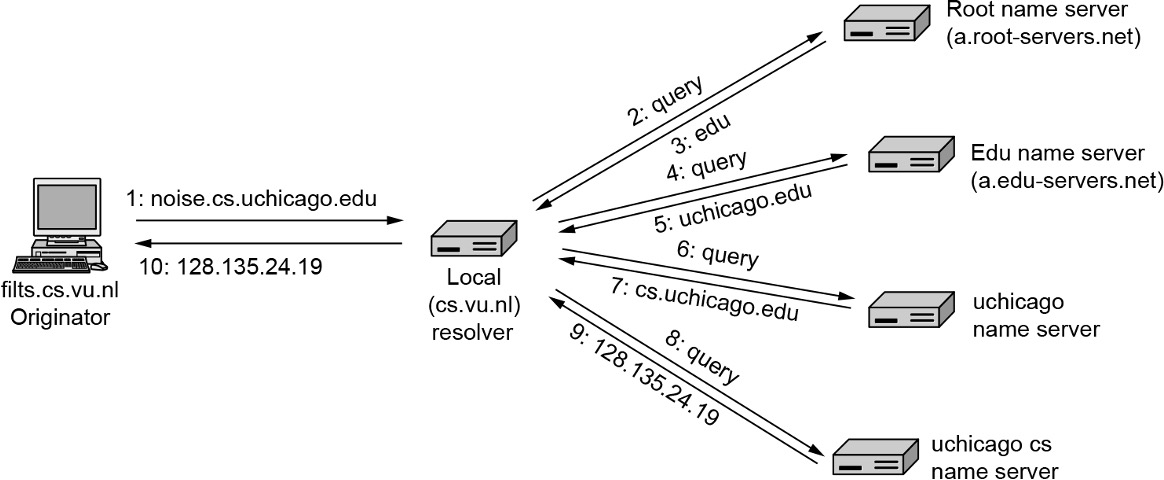 Root name server
(a.root-servers.net)
2: query
3: edu
Edu name server
(a.edu-servers.net)
4: query
5: uchicago.edu
1: noise.cs.uchicago.edu
10: 128.135.24.19
filts.cs.vu.nl
Originator
Local
(cs.vu.nl)
resolver
6: query
7: cs.uchicago.edu
uchicago
name server
8: query
9: 128.135.24.19
uchicago cs
name server